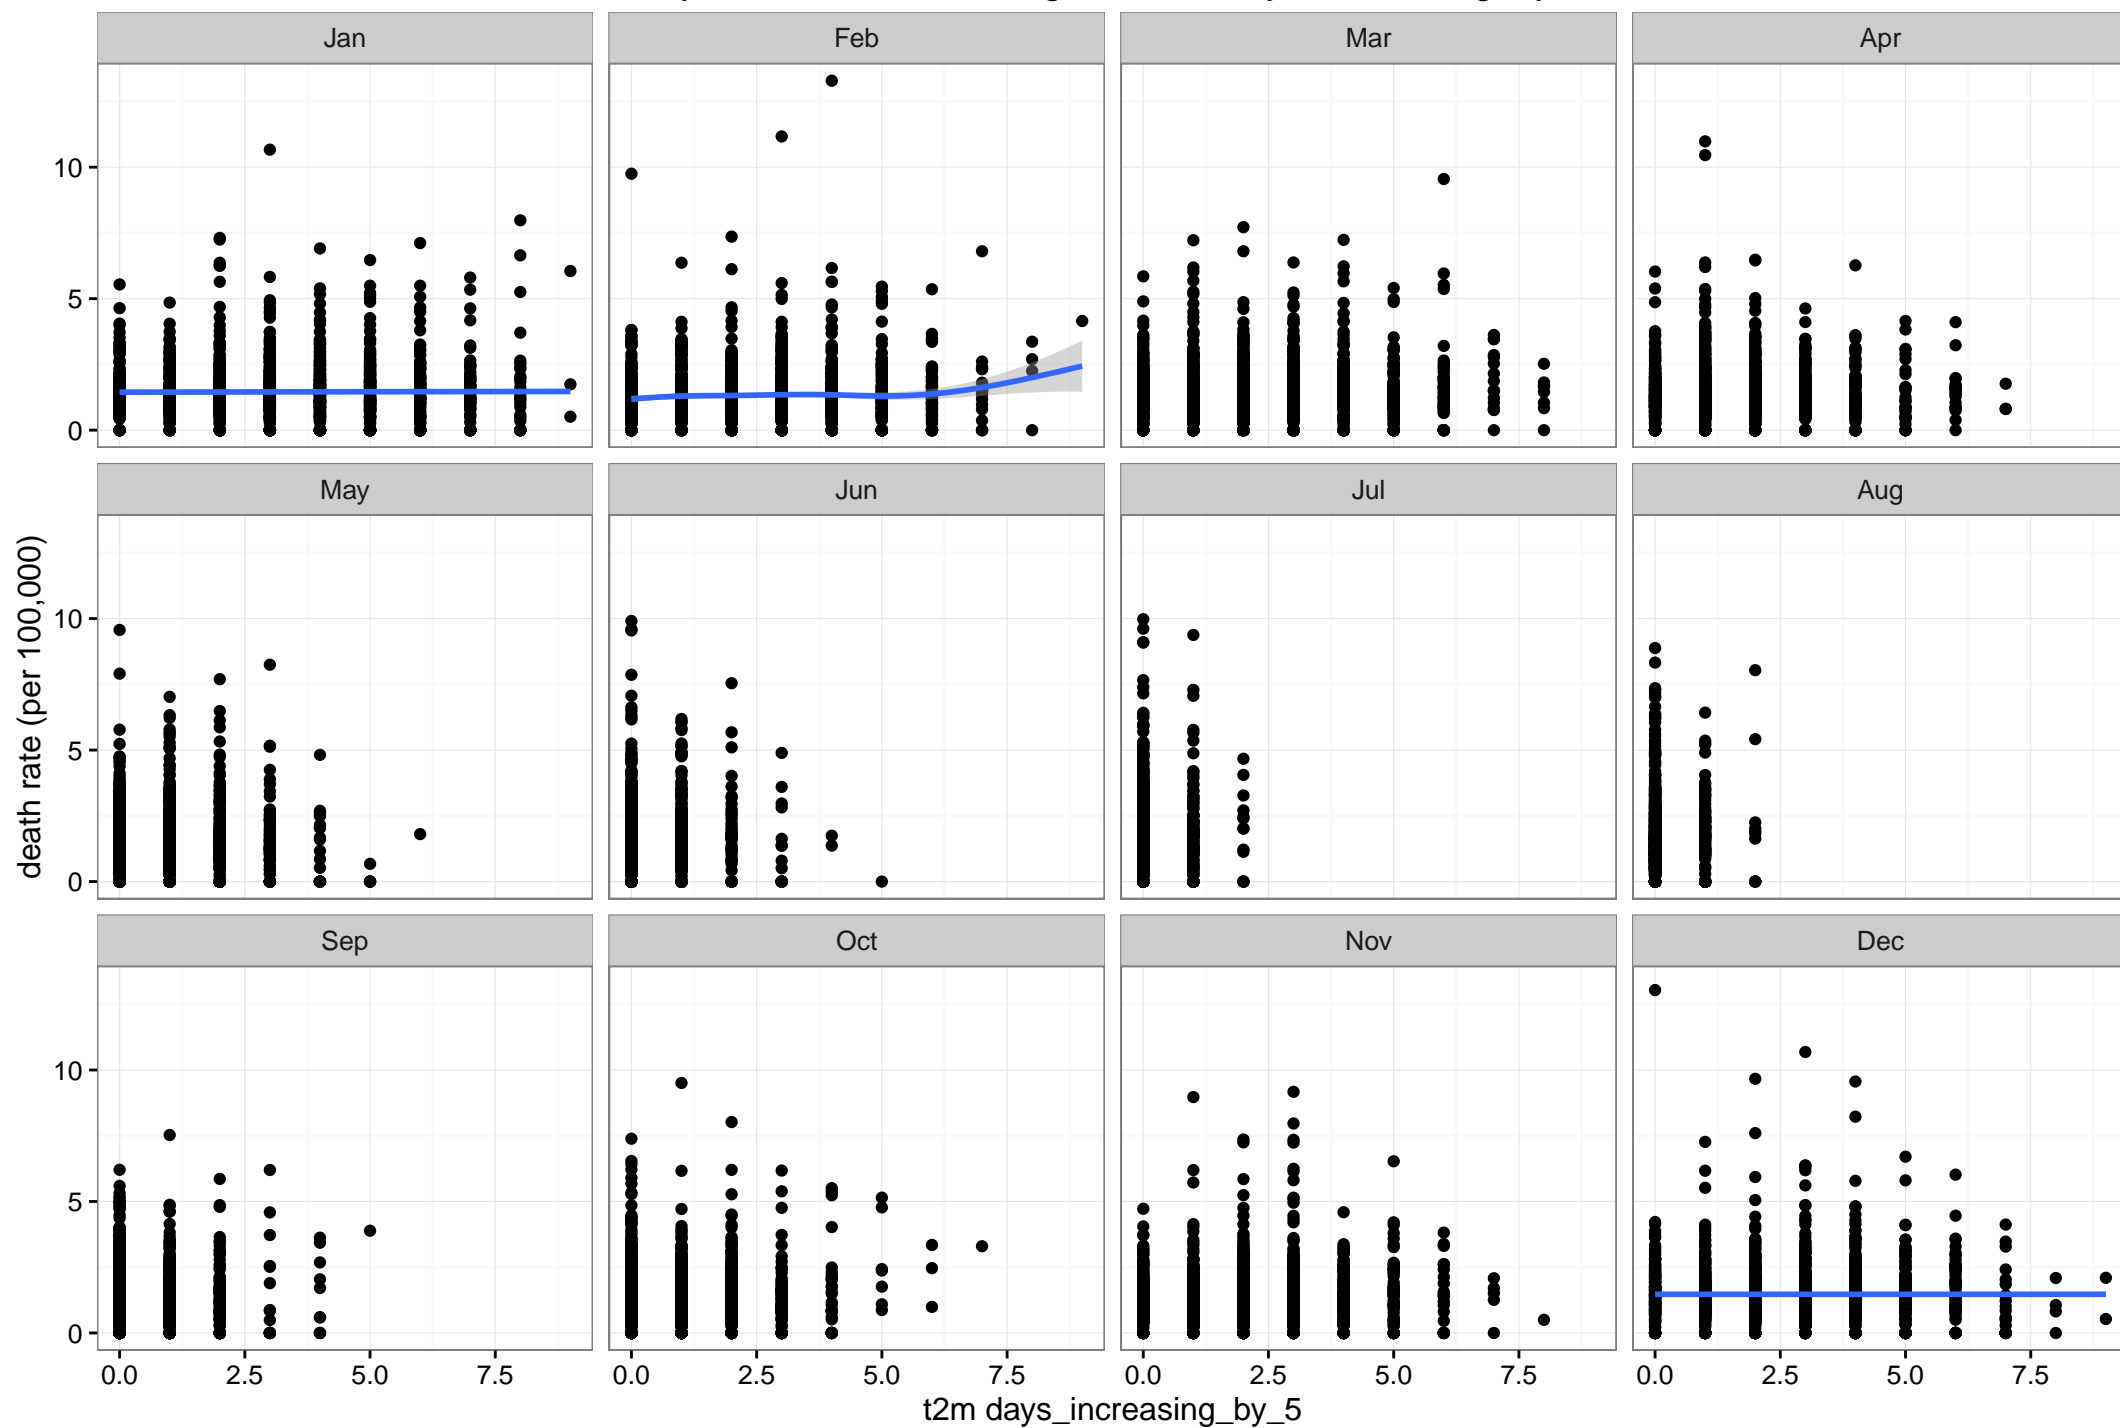 Jan Feb Mar Apr
10
5
0
May Jun Jul Aug
10
5
0
death rate (per 100,000)
Sep Oct Nov Dec
10
5
0
0.0 2.5 5.0 7.5 0.0 2.5 5.0 7.5 0.0 2.5 5.0 7.5 0.0 2.5 5.0 7.5
t2m days_increasing_by_5